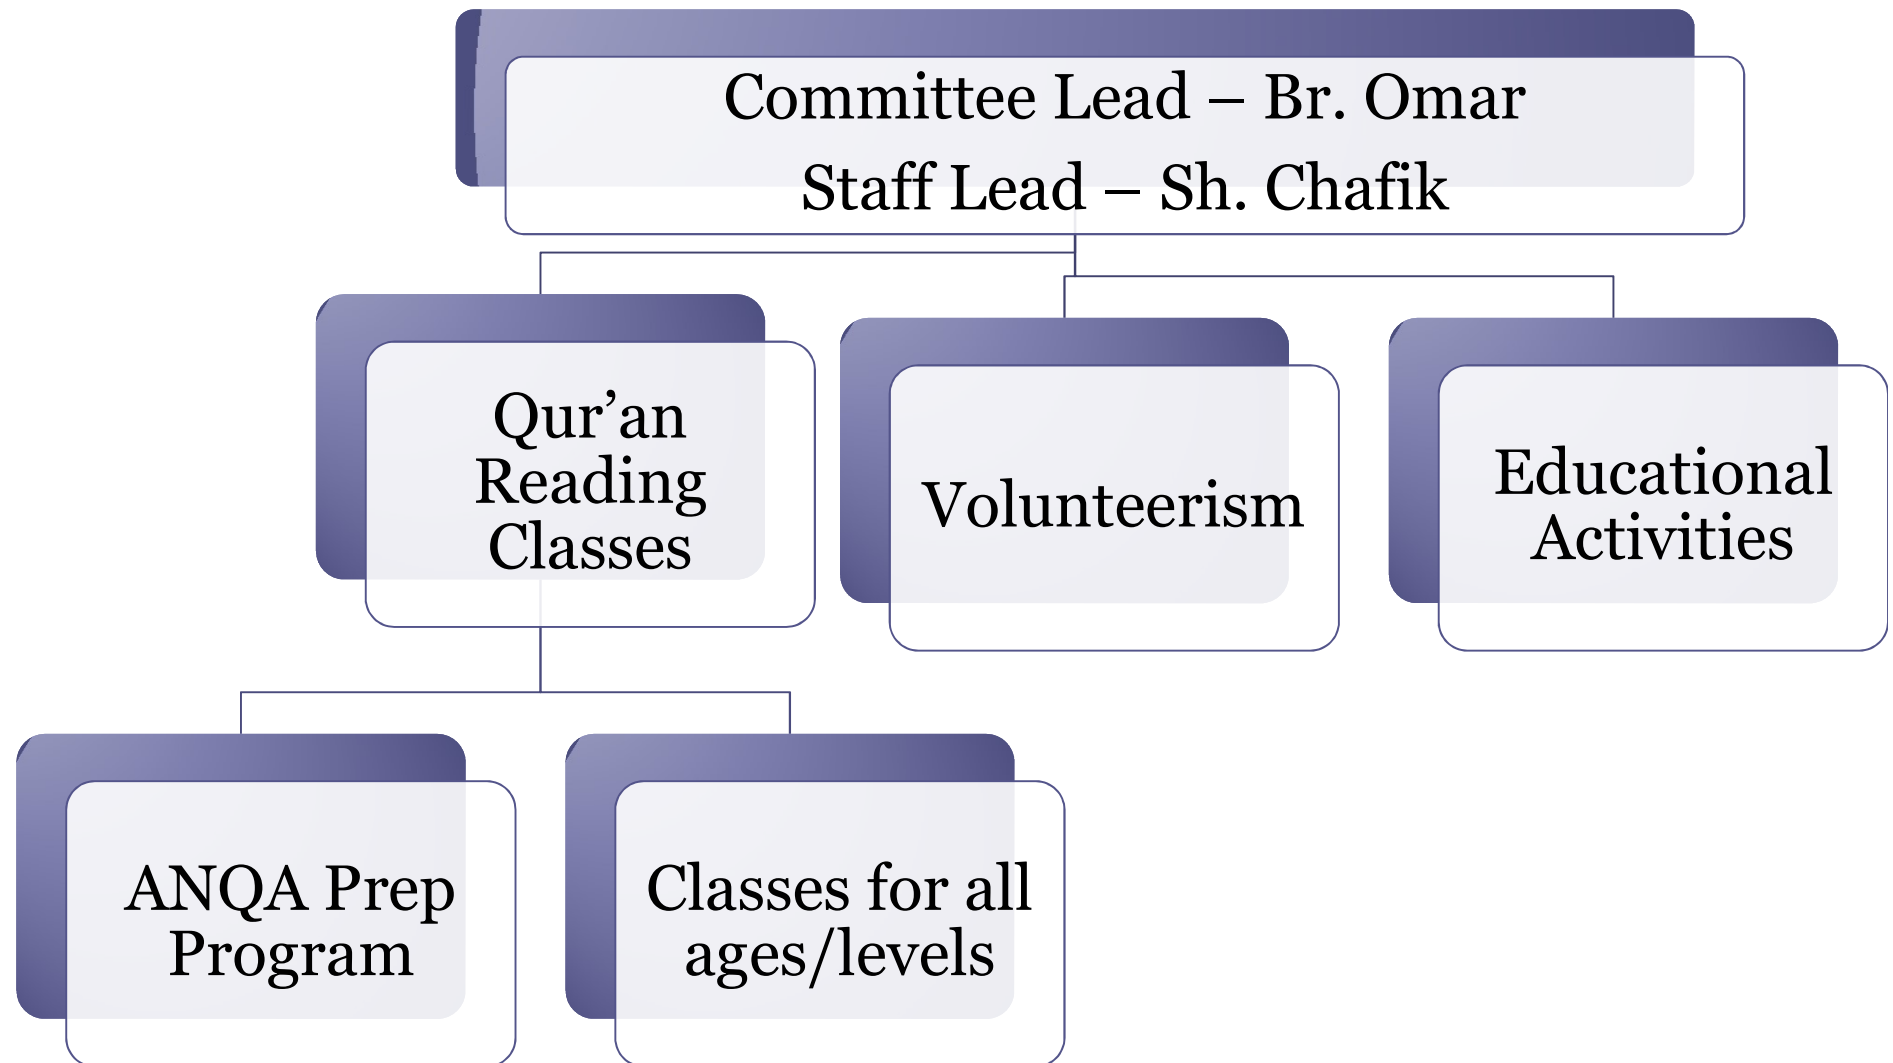 Committee Lead – Br. Omar
Staff Lead – Sh. Chafik
Qur’an
Reading
Classes
Volunteerism
Educational
Activities
ANQA Prep
Program
Classes for all
ages/levels